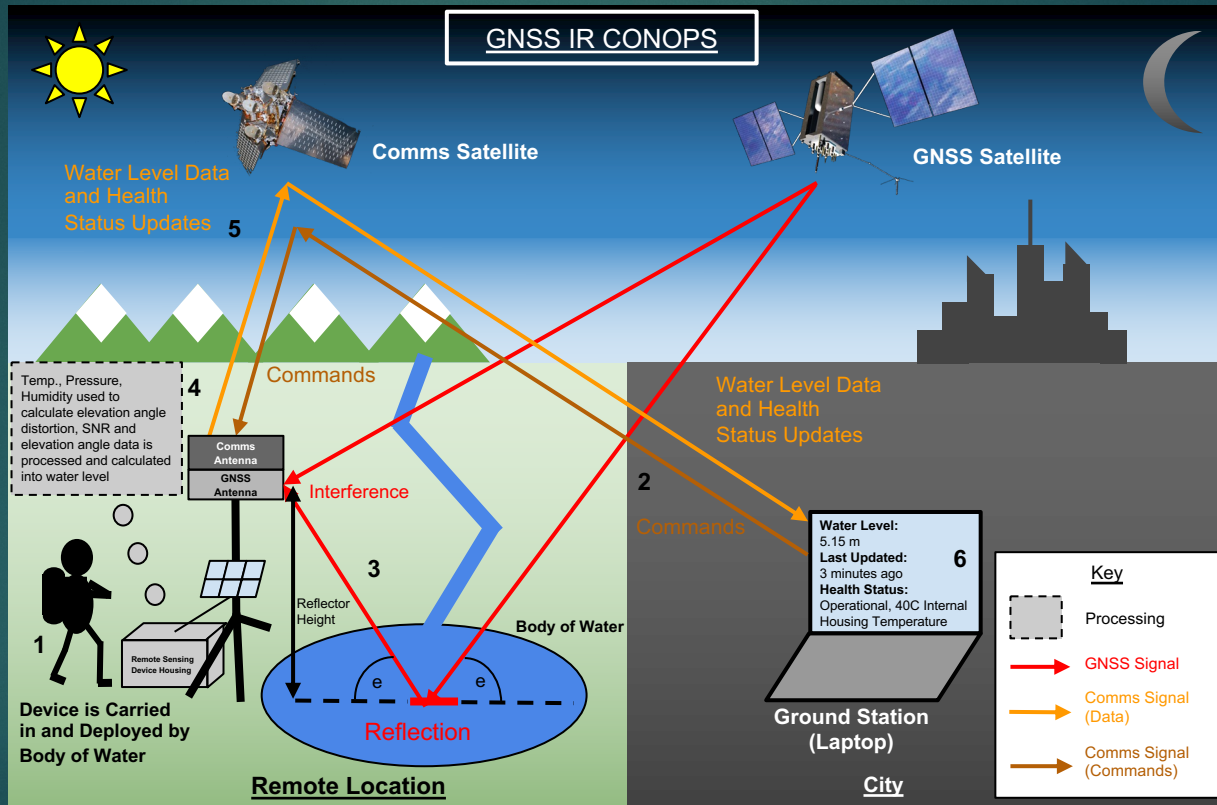 GNSS IR CONOPS
Comms Satellite
GNSS Satellite
Water Level Data
and Health
Status Updates
5
Commands
Temp., Pressure,
Humidity used to
calculate elevation angle
distortion, SNR and
elevation angle data is
processed and calculated
into water level
4
Comms
Antenna
GNSS
Antenna
Interference
3
Reflector
Height
1
Remote Sensing
Device Housing
Device is Carried
in and Deployed by
Body of Water
Body of Water
e
e
Reflection
Remote Location
Water Level Data
and Health
Status Updates
2
Commands
Water Level:
5.15 m
Last Updated:
3 minutes ago
Health Status:
Operational, 40C Internal
Housing Temperature
6
Ground Station
(Laptop)
City
Key
Processing
GNSS Signal
Comms Signal
(Data)
Comms Signal
(Commands)